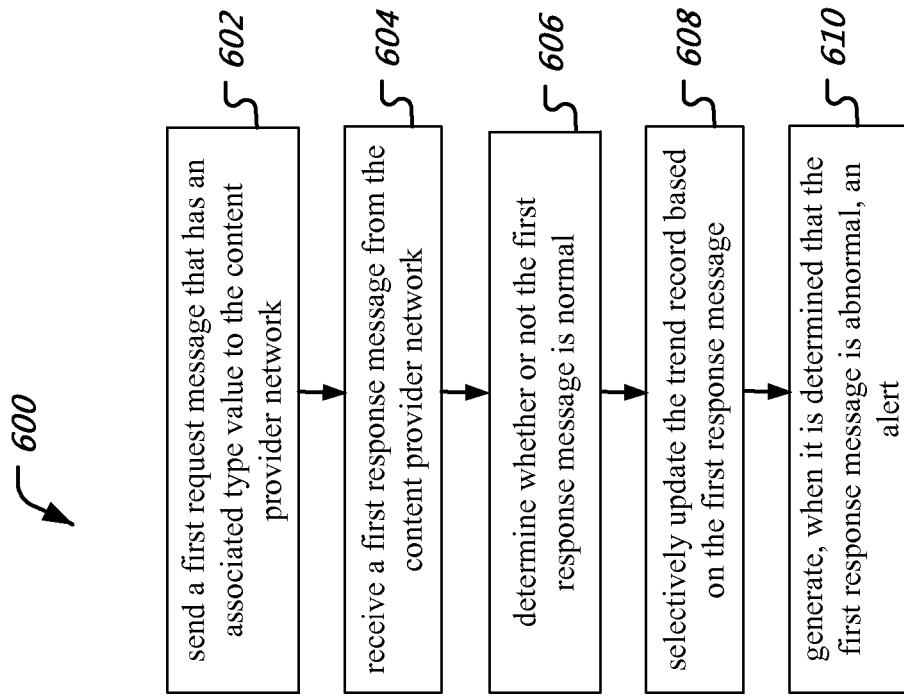 600
send a first request message that has an
associated type value to the content
provider network
602
receive a first response message from the
content provider network
604
determine whether or not the first
response message is normal
606
selectively update the trend record based
on the first response message
608
generate, when it is determined that the
first response message is abnormal, an
alert
610